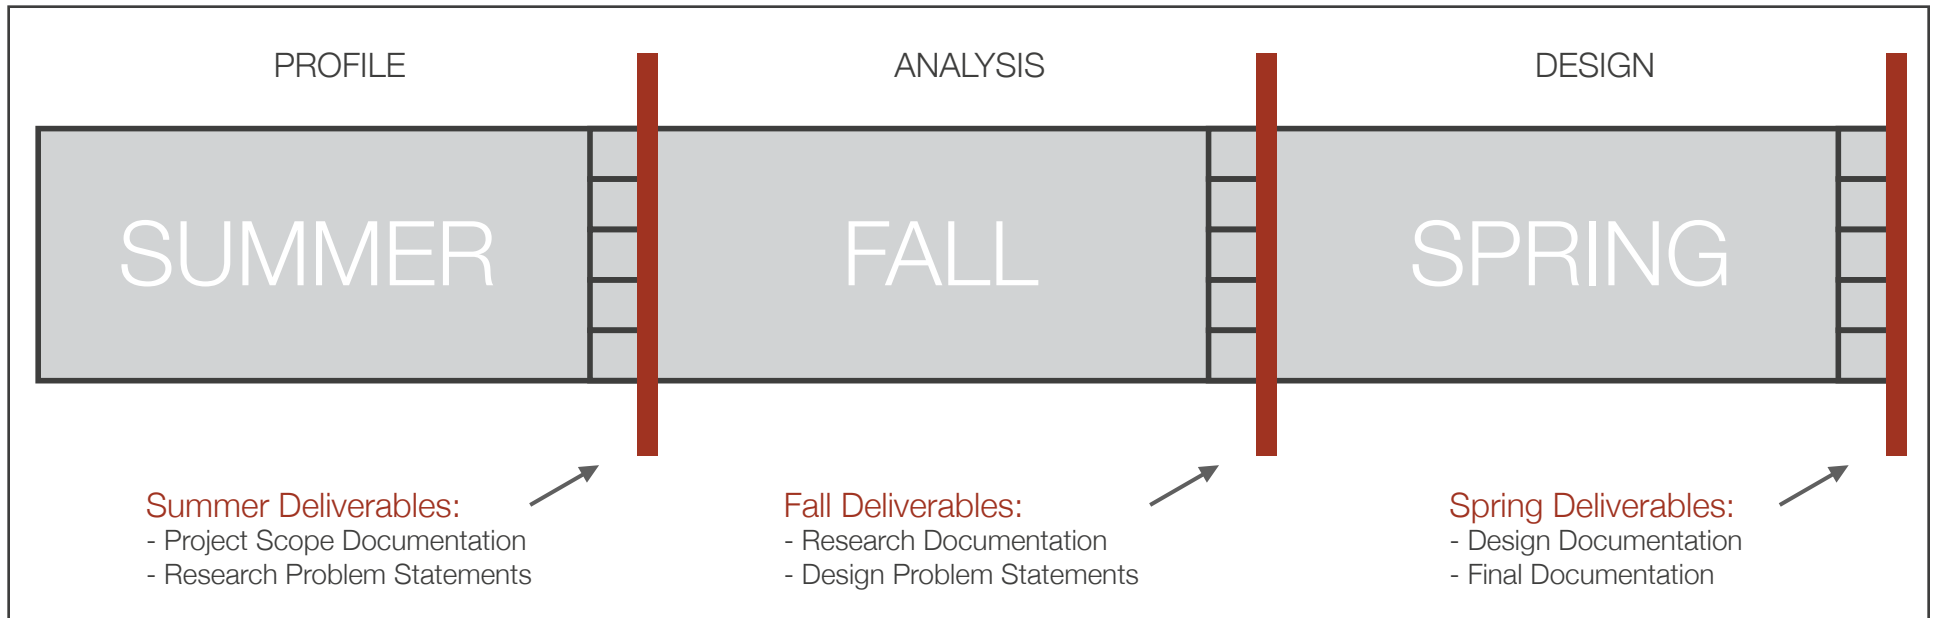 PROFILE
ANALYSIS
DESIGN
SUMMER
FALL
SPRING
Summer Deliverables:
- Project Scope Documentation
- Research Problem Statements
Fall Deliverables:
- Research Documentation
- Design Problem Statements
Spring Deliverables:
- Design Documentation
- Final Documentation